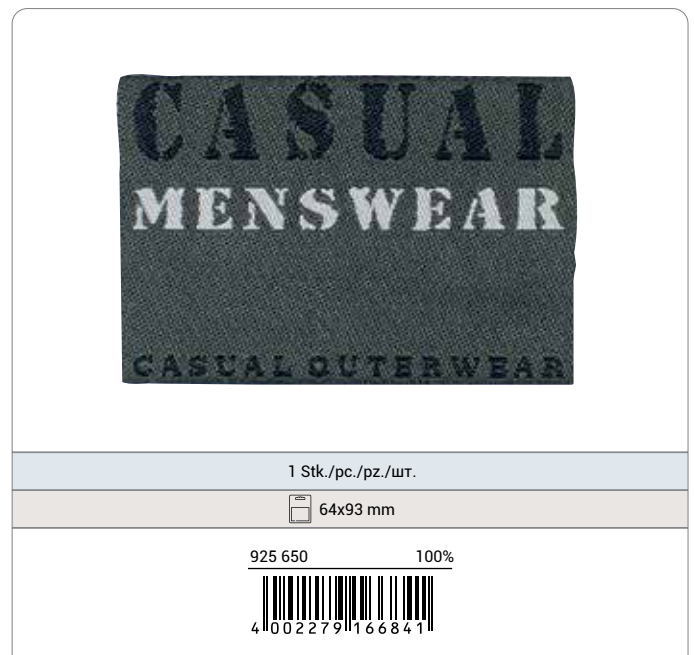 CASUAL
MENSWEAR
CASUAL OUTERWEAR
1 Stk./pc./pz./шт.
64x93 mm
925 650 100%
4 002279 166841